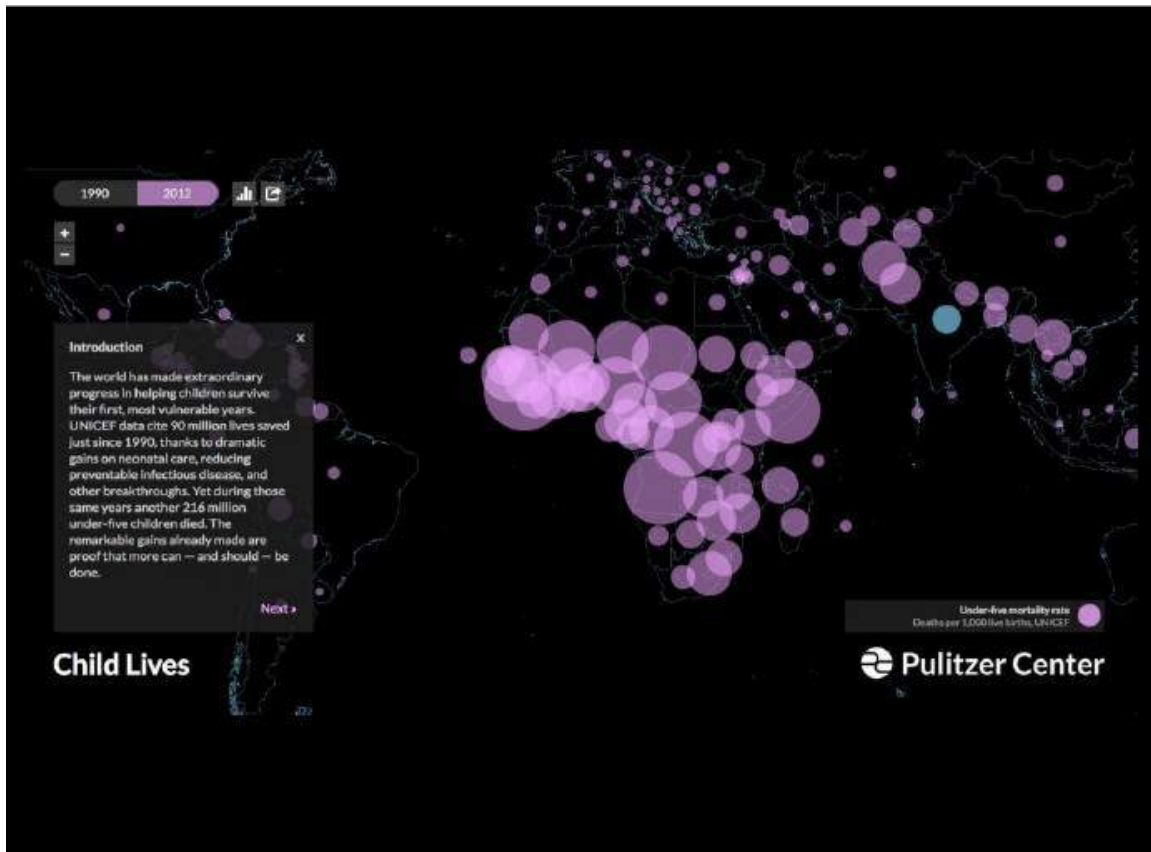 1990
2012
+
−
x
Introduction
The world has made extraordinary
progress in helping children survive
their first, most vulnerable years.
UNICEF data cite 90 million lives saved
just since 1990, thanks to dramatic
gains on neonatal care, reducing
preventable infectious disease, and
other breakthroughs. Yet during those
same years another 216 million
under-five children died. The
remarkable gains already made are
proof that more can — and should — be
done.
Next »
Under-five mortality rate
Deaths per 1,000 live births, UNICEF
Child Lives
Pulitzer Center